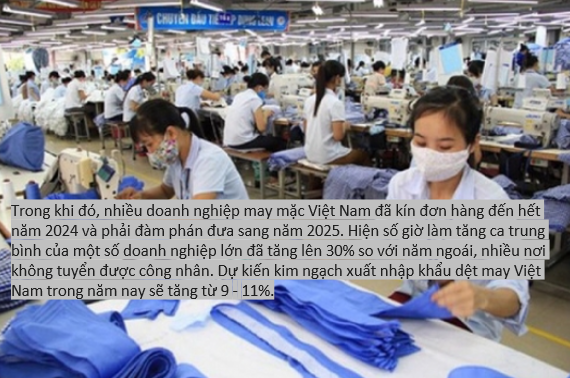 CHUYỀN ĐẦU TIÊN
Trong khi đó, nhiều doanh nghiệp may mặc Việt Nam đã kín đơn hàng đến hết
năm 2024 và phải đàm phán đưa sang năm 2025. Hiện số giờ làm tăng ca trung
bình của một số doanh nghiệp lớn đã tăng lên 30% so với năm ngoái, nhiều nơi
không tuyển được công nhân. Dự kiến kim ngạch xuất nhập khẩu dệt may Việt
Nam trong năm nay sẽ tăng từ 9 - 11%.